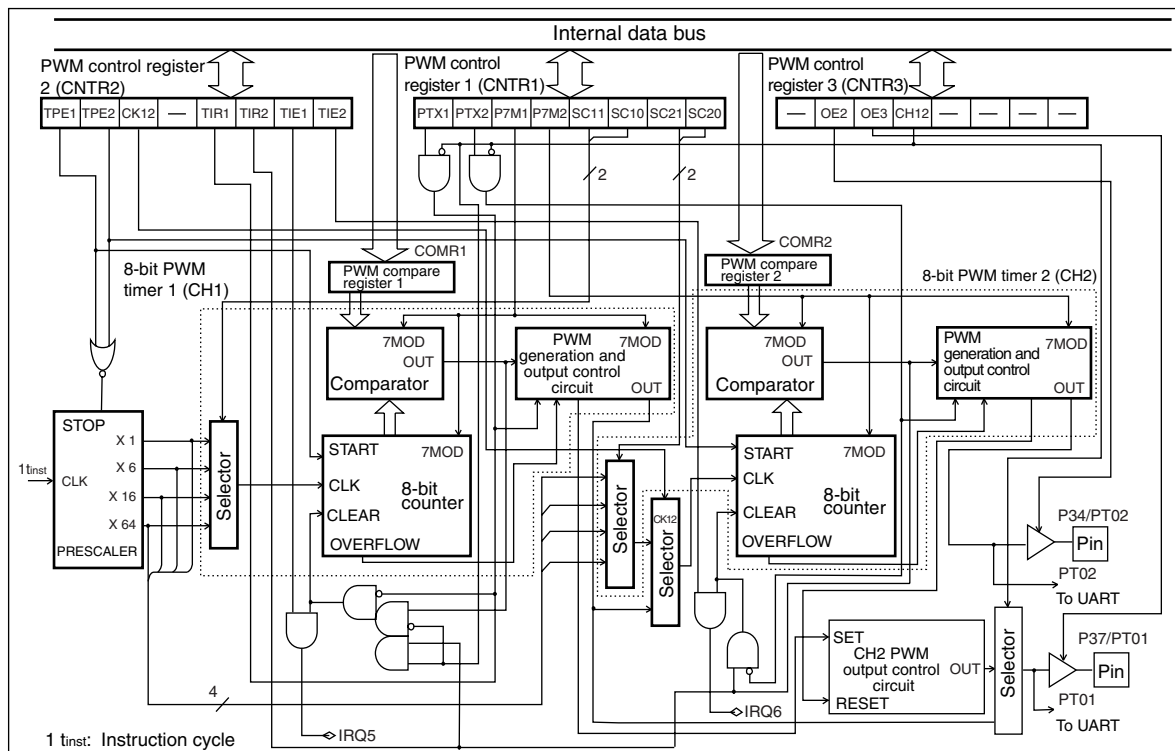 Internal data bus
PWM control register
2 (CNTR2)
PWM control
register 1 (CNTR1)
PWM control
register 3 (CNTR3)
TPE1 TPE2 CK12 — TIR1 TIR2 TIE1 TIE2
PTX1 PTX2 P7M1 P7M2 SC11 SC10 SC21 SC20
— OE2 OE3 CH12 — — — —
2
2
COMR1
COMR2
8-bit PWM
timer 1 (CH1)
PWM compare
register 1
PWM compare
register 2
8-bit PWM timer 2 (CH2)
7MOD
OUT
Comparator
PWM
7MOD
generation and
output control
circuit
OUT
7MOD
OUT
Comparator
PWM
generation and
output control
circuit
7MOD
OUT
STOP
X 1
X 6
X 16
X 64
1 tinst
CLK
PRESCALER
Selector
START
7MOD
CLK
8-bit
counter
CLEAR
OVERFLOW
Selector
CK12
Selector
START
7MOD
CLK
8-bit
counter
CLEAR
OVERFLOW
P34/PT02
Pin
PT02
To UART
4
SET
CH2 PWM
output control
circuit
OUT
RESET
Selector
P37/PT01
Pin
PT01
To UART
IRQ5
IRQ6
1 tinst: Instruction cycle